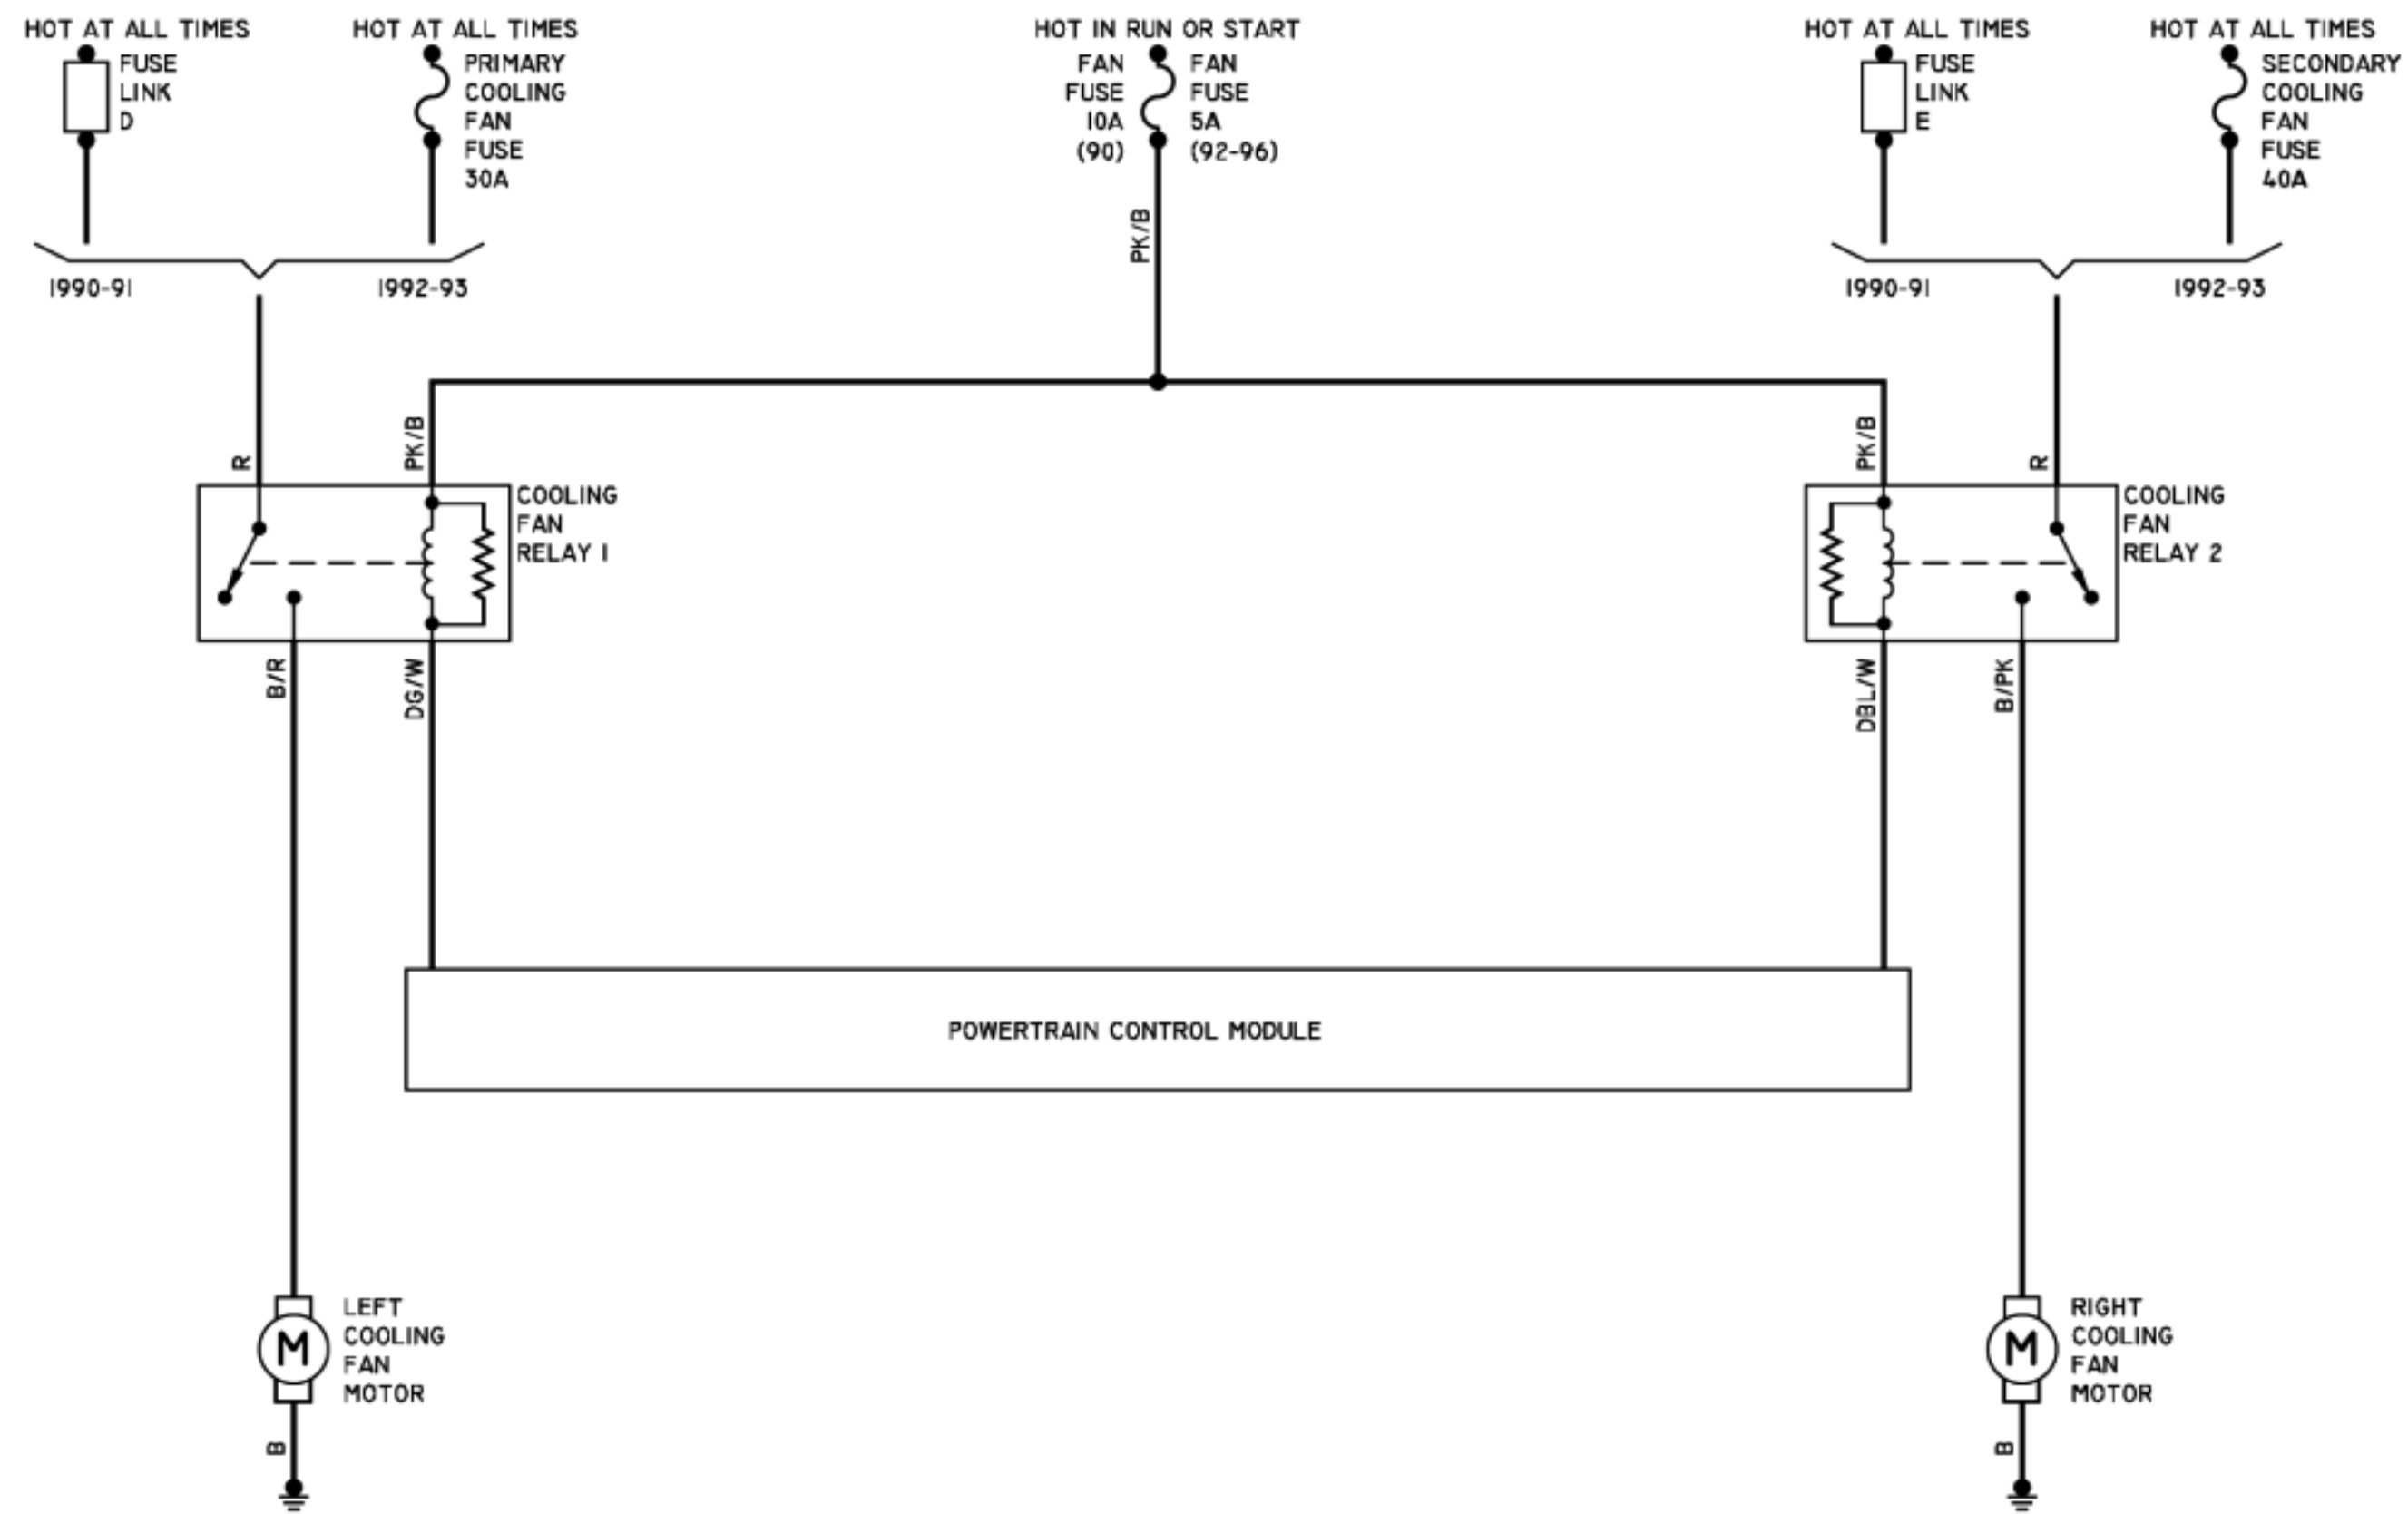 HOT AT ALL TIMES
FUSE
LINK
D
HOT AT ALL TIMES
PRIMARY
COOLING
FAN
FUSE
30A
1990-91
1992-93
HOT IN RUN OR START
FAN
FUSE
10A
(90)
FAN
FUSE
5A
(92-96)
PK/B
HOT AT ALL TIMES
FUSE
LINK
E
HOT AT ALL TIMES
SECONDARY
COOLING
FAN
FUSE
40A
1990-91
1992-93
R
PK/B
COOLING
FAN
RELAY 1
PK/B
R
COOLING
FAN
RELAY 2
B/R
DG/W
DBL/W
B/PK
POWERTRAIN CONTROL MODULE
M
LEFT
COOLING
FAN
MOTOR
B
M
RIGHT
COOLING
FAN
MOTOR
B